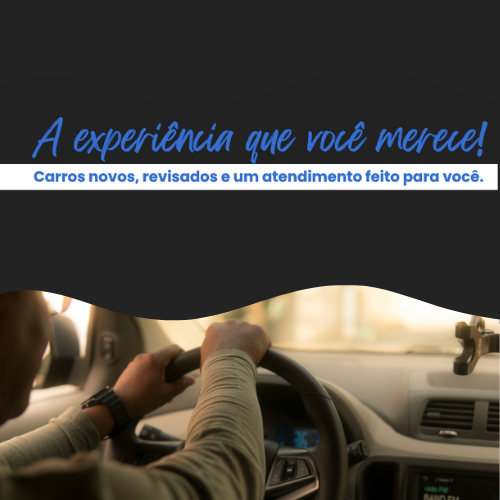 A experiência que você merece!
Carros novos, revisados e um atendimento feito para você.